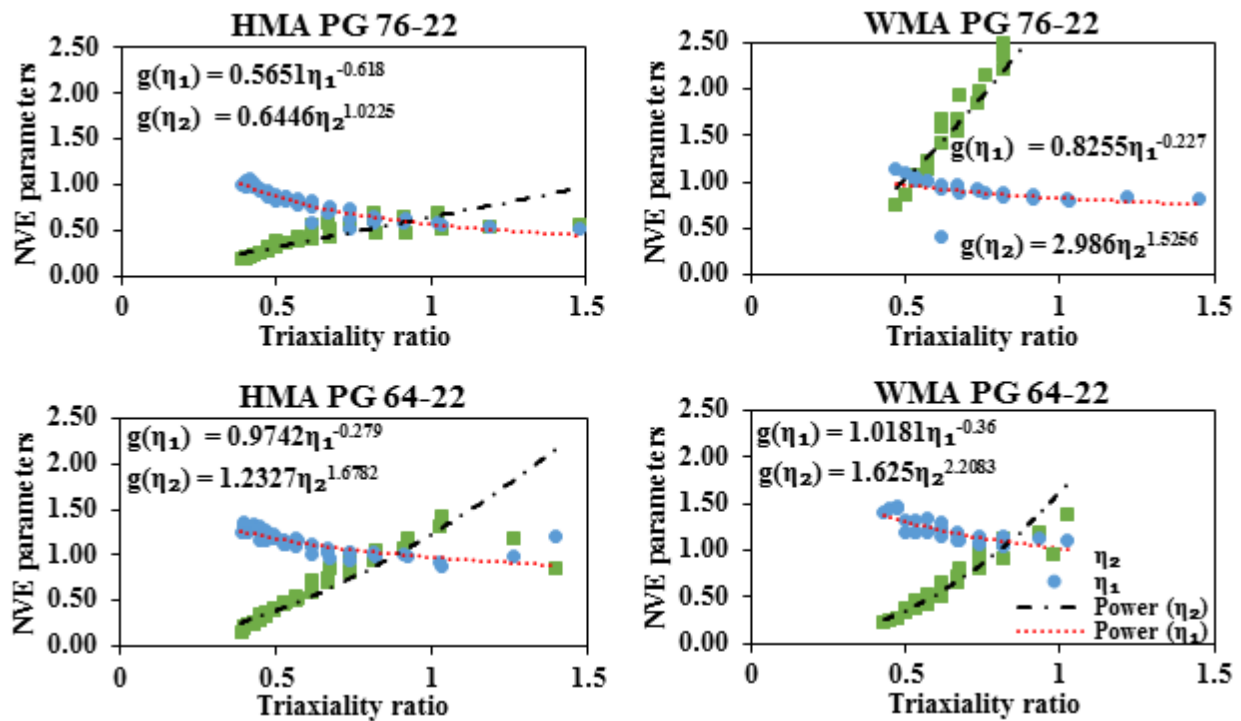 HMA PG 76-22
NVE parameters
2.50
2.00
1.50
1.00
0.50
0.00
g(η₁) = 0.5651η₁^-0.618
g(η₂) = 0.6446η₂^1.0225
0
0.5
1
1.5
Triaxiality ratio
WMA PG 76-22
NVE parameters
2.50
2.00
1.50
1.00
0.50
0.00
g(η₁) = 0.8255η₁^-0.227
g(η₂) = 2.986η₂^1.5256
0
0.5
1
1.5
Triaxiality ratio
HMA PG 64-22
NVE parameters
2.50
2.00
1.50
1.00
0.50
0.00
g(η₁) = 0.9742η₁^-0.279
g(η₂) = 1.2327η₂^1.6782
0
0.5
1
1.5
Triaxiality ratio
WMA PG 64-22
NVE parameters
2.50
2.00
1.50
1.00
0.50
0.00
g(η₁) = 1.0181η₁^-0.36
g(η₂) = 1.625η₂^2.2083
η₂
η₁
Power (η₂)
Power (η₁)
0
0.5
1
1.5
Triaxiality ratio